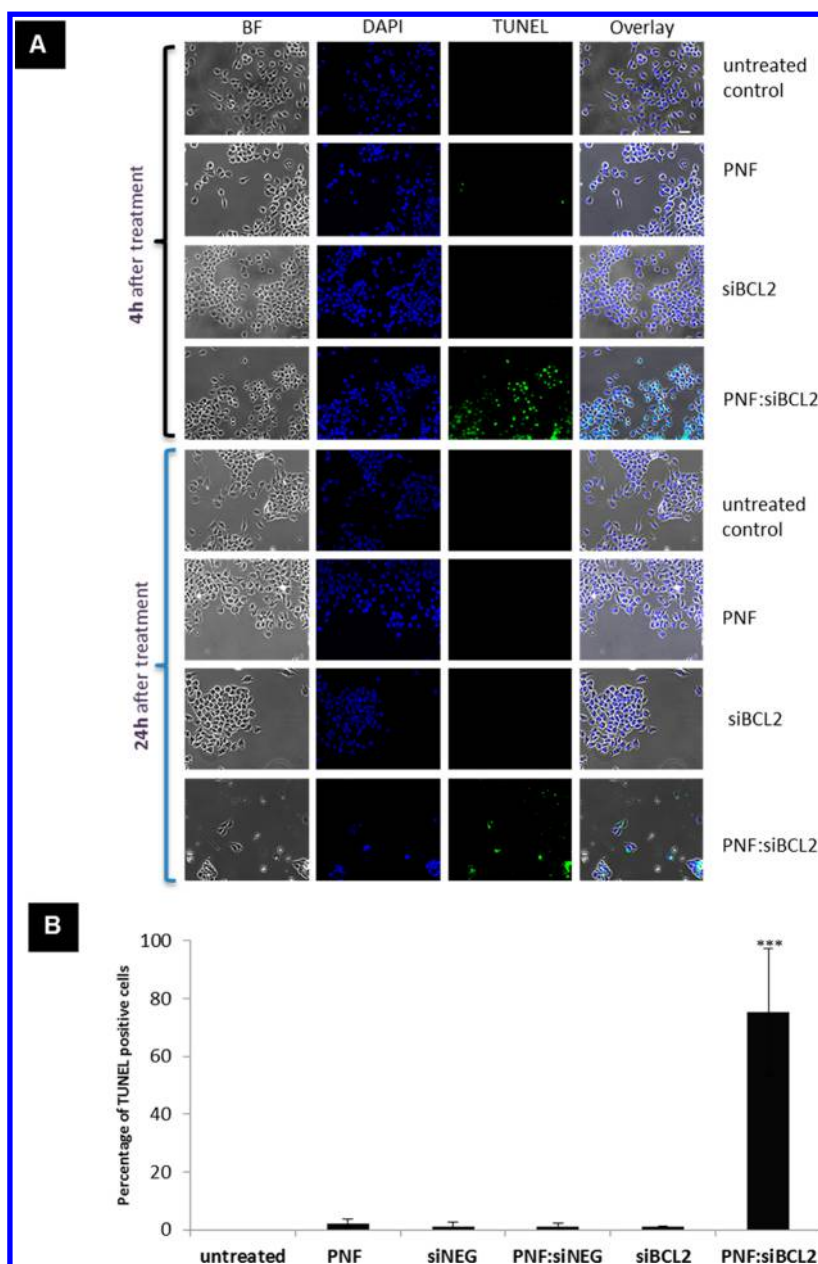 A
BF DAPI TUNEL Overlay
4h after treatment
untreated
control
PNF
siBCL2
PNF:siBCL2
24h after treatment
untreated
control
PNF
siBCL2
PNF:siBCL2
B
Percentage of TUNEL positive cells
100
80
60
40
20
0
***
untreated PNF siNEG PNF:siNEG siBCL2 PNF:siBCL2